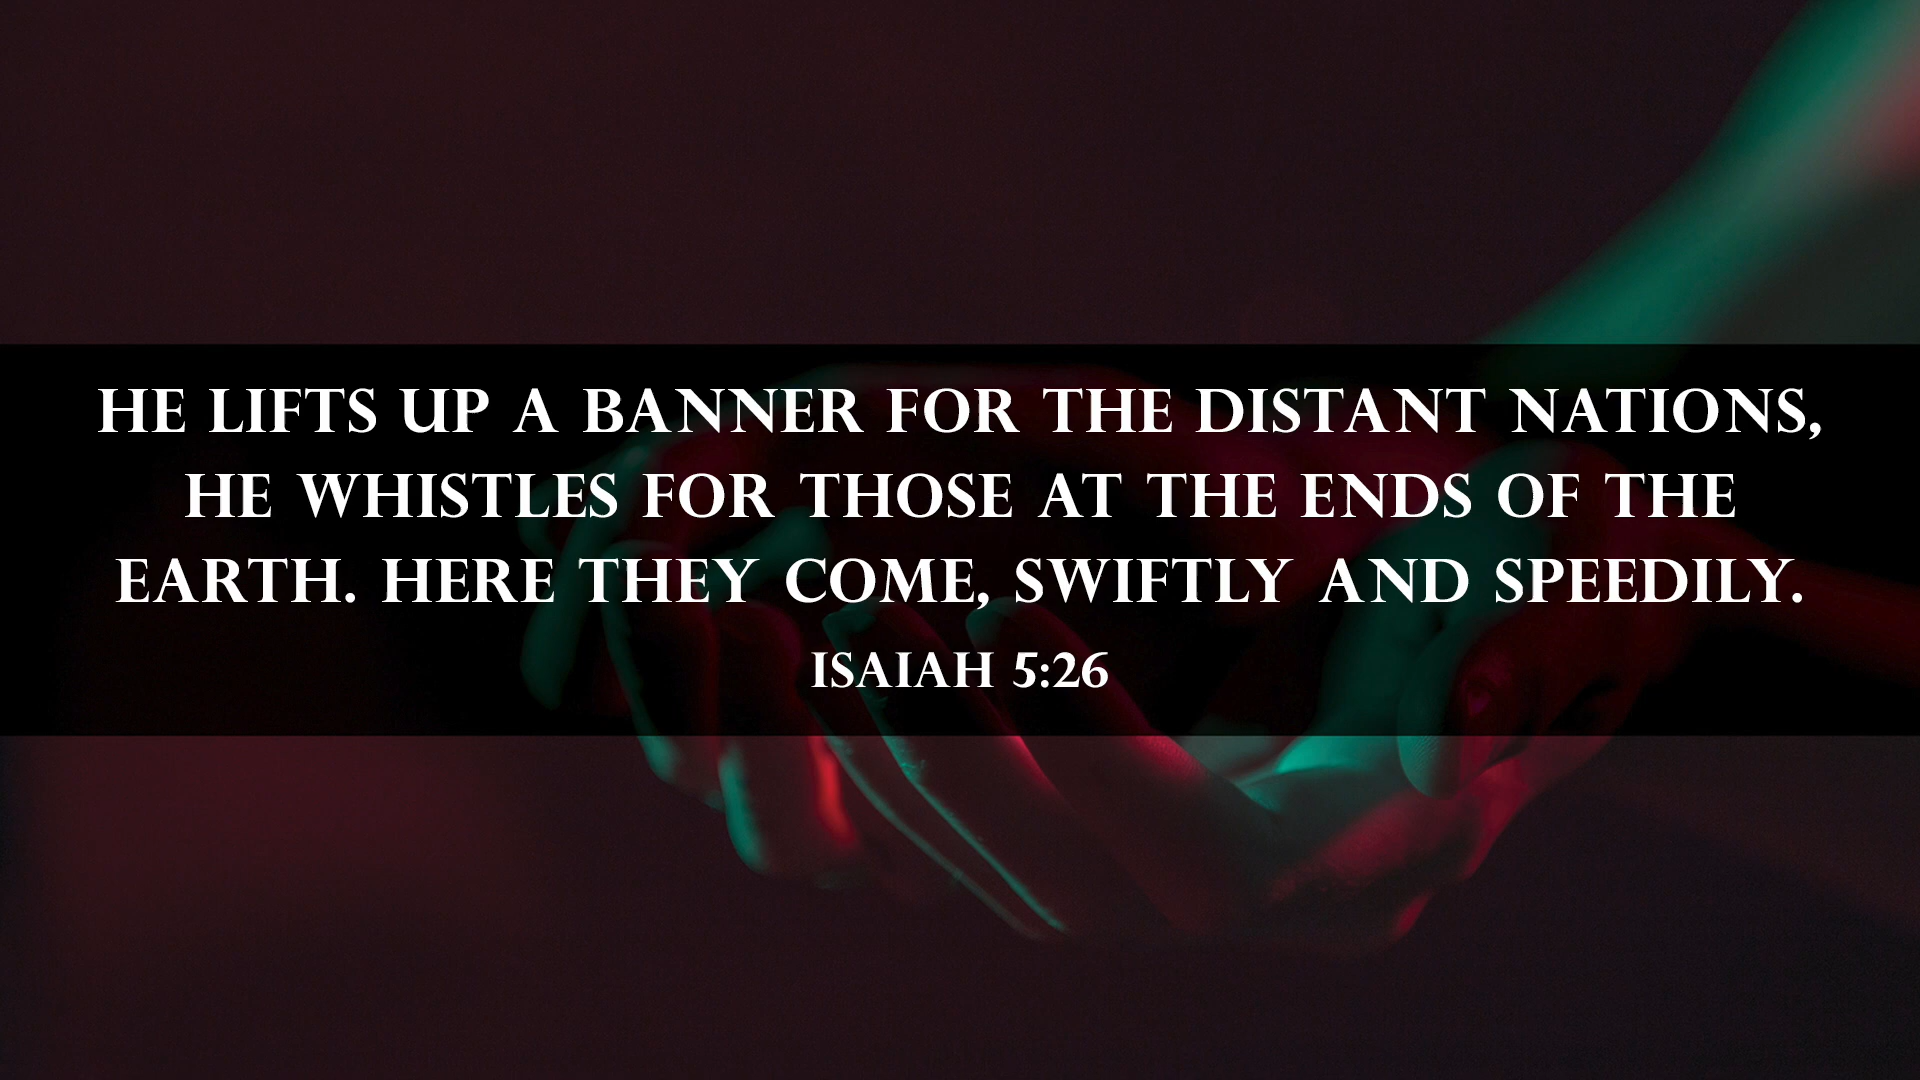 HE LIFTS UP A BANNER FOR THE DISTANT NATIONS,
HE WHISTLES FOR THOSE AT THE ENDS OF THE
EARTH. HERE THEY COME, SWIFTLY AND SPEEDILY.
ISAIAH 5:26